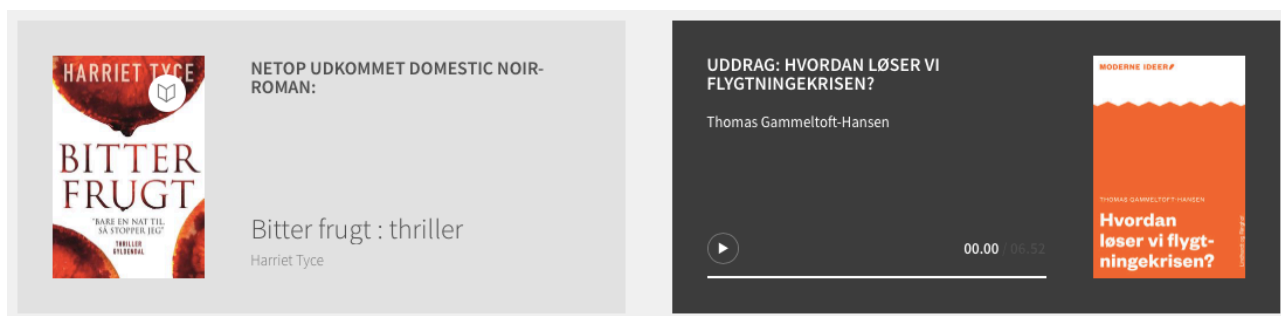 HARRIET TYCE
BITTER
FRUGT
"BARE EN NAT TIL,
SÅ STOPPER JEG"
THRILLER
GYLDENDAL
NETOP UDKOMMET DOMESTIC NOIR-
ROMAN:
Bitter frugt : thriller
Harriet Tyce
UDDRAG: HVORDAN LØSER VI
FLYGTNINGEKRISEN?
Thomas Gammeltoft-Hansen
00.00 / 06.52
MODERNE IDEER
THOMAS GAMMELTOFT-HANSEN
Hvordan
løser vi flygt-
ningekrisen?